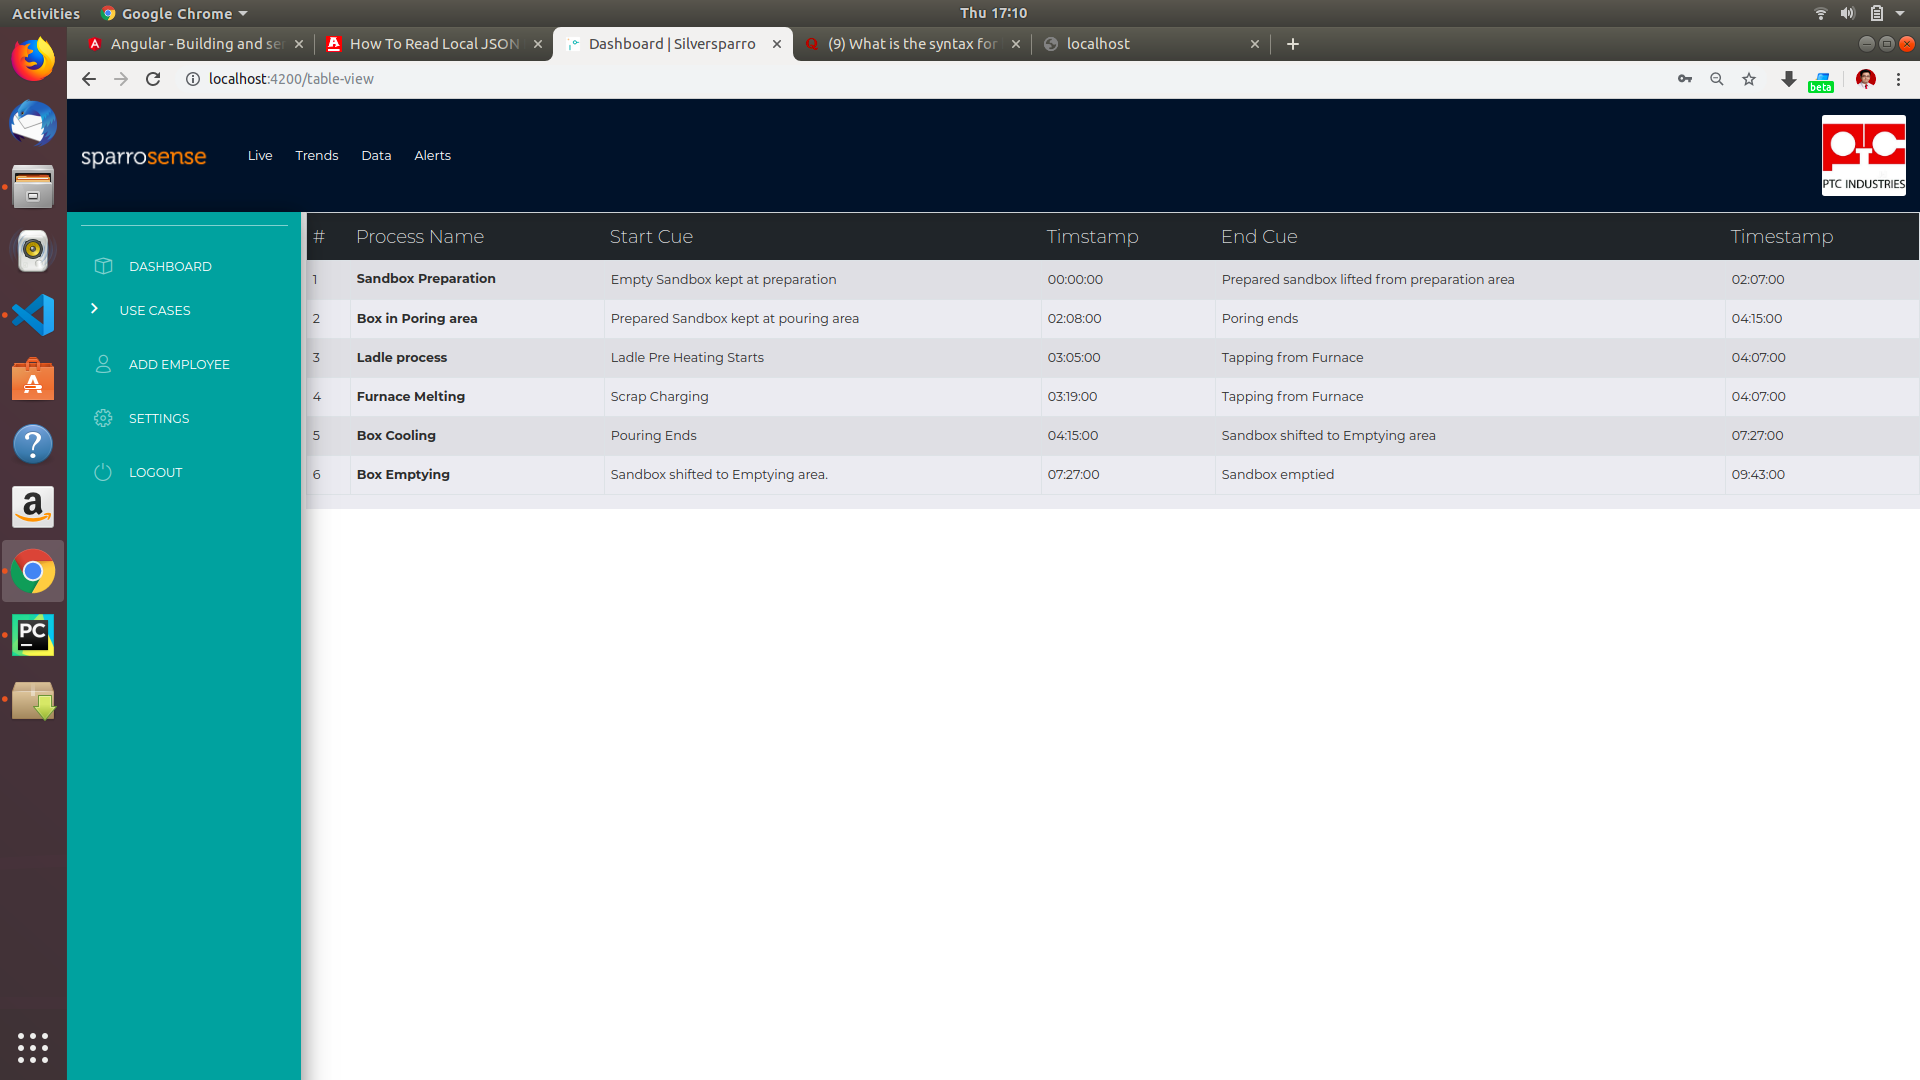 Activities Google Chrome Thu 17:10
Angular - Building and ser How To Read Local JSON Dashboard | Silversparro (9) What is the syntax for localhost
localhost:4200/table-view beta
sparrosense Live Trends Data Alerts PTC INDUSTRIES
# Process Name Start Cue Timstamp End Cue Timestamp
1 Sandbox Preparation Empty Sandbox kept at preparation 00:00:00 Prepared sandbox lifted from preparation area 02:07:00
2 Box in Poring area Prepared Sandbox kept at pouring area 02:08:00 Poring ends 04:15:00
3 Ladle process Ladle Pre Heating Starts 03:05:00 Tapping from Furnace 04:07:00
4 Furnace Melting Scrap Charging 03:19:00 Tapping from Furnace 04:07:00
5 Box Cooling Pouring Ends 04:15:00 Sandbox shifted to Emptying area 07:27:00
6 Box Emptying Sandbox shifted to Emptying area. 07:27:00 Sandbox emptied 09:43:00
DASHBOARD
USE CASES
ADD EMPLOYEE
SETTINGS
LOGOUT
PC